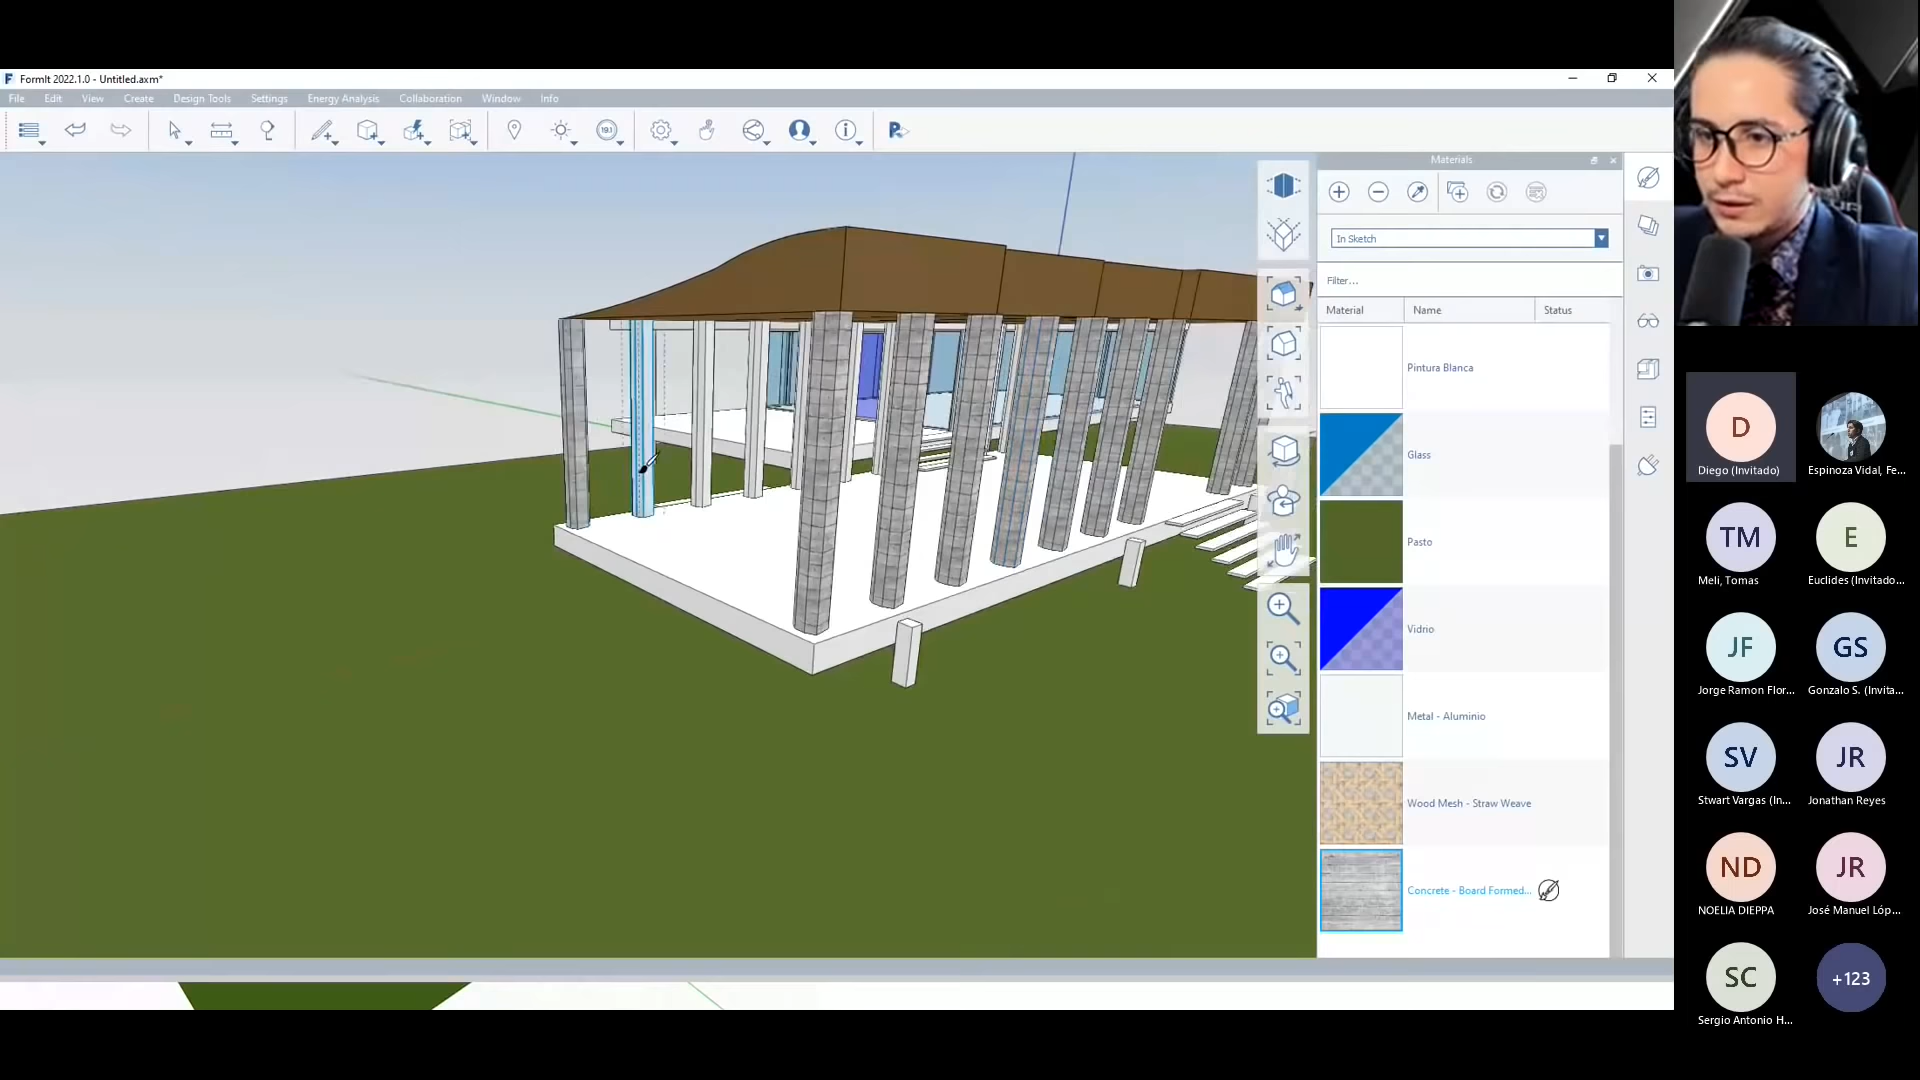 FormIt 2022.1.0 - Untitled.axm*
File Edit View Create Design Tools Settings Energy Analysis Collaboration Window Info
19.1
Materials
In Sketch
Filter...
Material Name Status
Pintura Blanca
Glass
Pasto
Vidrio
Metal - Aluminio
Wood Mesh - Straw Weave
Concrete - Board Formed...
D
Diego (Invitado)
Espinoza Vidal, Fe...
TM
Meli, Tomas
E
Euclides (Invitado...
JF
Jorge Ramon Flor...
GS
Gonzalo S. (Invita...
SV
Stwart Vargas (In...
JR
Jonathan Reyes
ND
NOELIA DIEPPA
JR
José Manuel Lóp...
SC
Sergio Antonio H...
+123